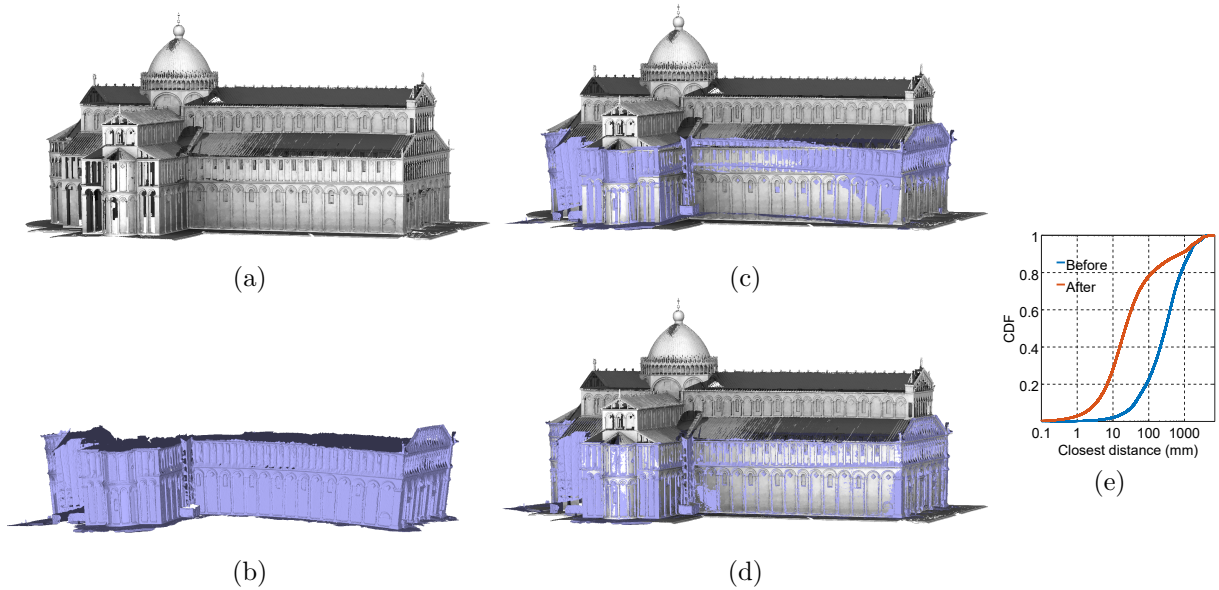 (a)
(c)
(b)
(d)
1
0.8
0.6
0.4
0.2
CDF
Before
After
0.1 1 10 100 1000
Closest distance (mm)
(e)